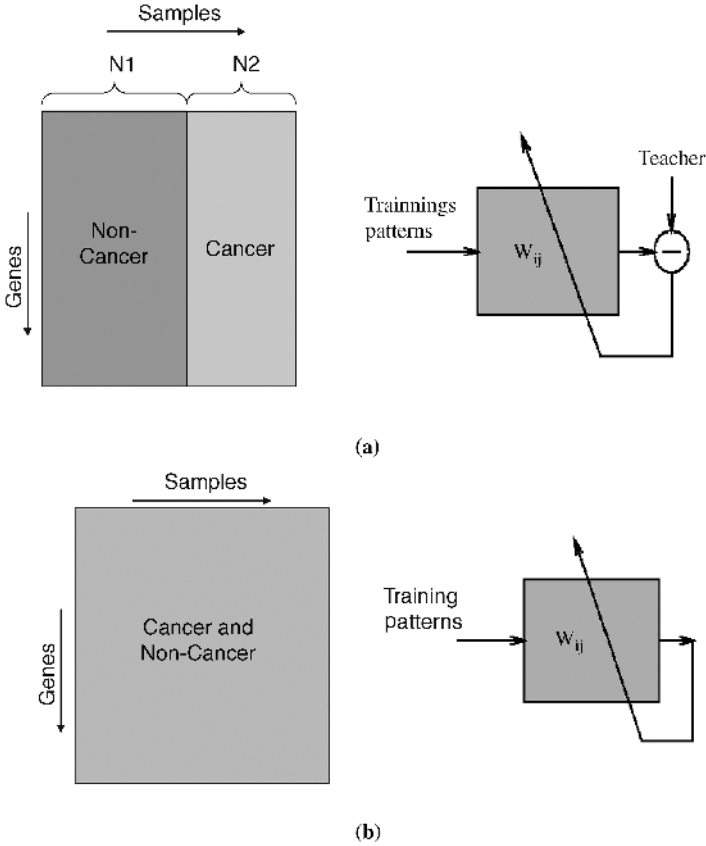 Samples
N1
N2
Genes
Non-
Cancer
Cancer
Trainnings
patterns
W_ij
Teacher
(a)
Samples
Genes
Cancer and
Non-Cancer
Training
patterns
W_ij
(b)